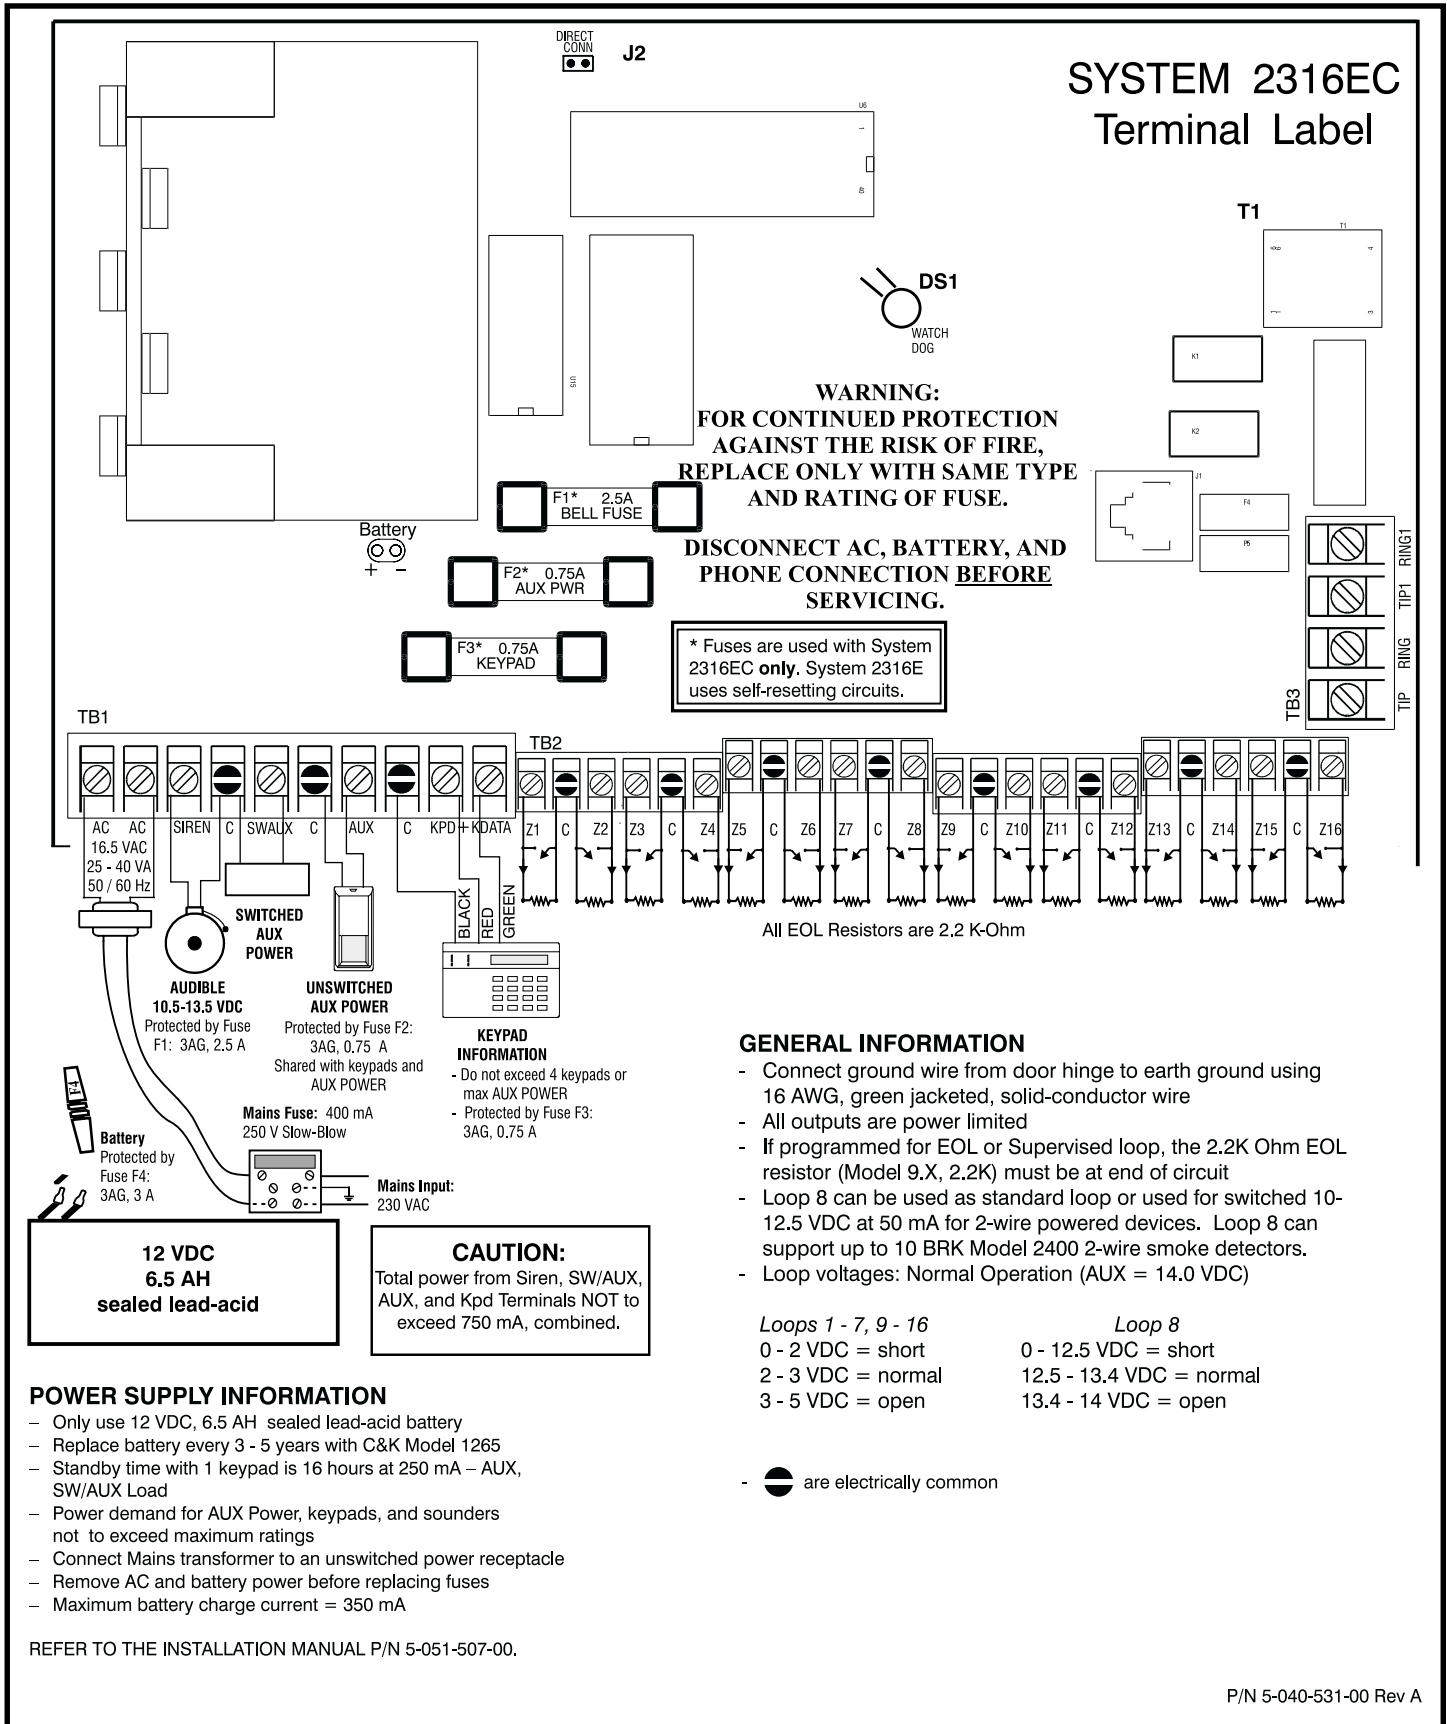 DIRECT
CONN
J2
SYSTEM 2316EC
Terminal Label
U6
1
40
T1
T1
6
4
1
3
DS1
WATCH
DOG
K1
K2
U15
J1
F4
P5
WARNING:
FOR CONTINUED PROTECTION
AGAINST THE RISK OF FIRE,
REPLACE ONLY WITH SAME TYPE
AND RATING OF FUSE.
DISCONNECT AC, BATTERY, AND
PHONE CONNECTION BEFORE
SERVICING.
F1* 2.5A
BELL FUSE
Battery
+ -
F2* 0.75A
AUX PWR
F3* 0.75A
KEYPAD
* Fuses are used with System
2316EC only. System 2316E
uses self-resetting circuits.
RING1
TIP1
RING
TIP
TB3
TB1
TB2
AC AC SIREN C SWAUX C AUX C KPD+ KDATA Z1 C Z2 Z3 C Z4 Z5 C Z6 Z7 C Z8 Z9 C Z10 Z11 C Z12 Z13 C Z14 Z15 C Z16
16.5 VAC
25 - 40 VA
50 / 60 Hz
BLACK
RED
GREEN
All EOL Resistors are 2.2 K-Ohm
SWITCHED
AUX
POWER
AUDIBLE
10.5-13.5 VDC
Protected by Fuse
F1: 3AG, 2.5 A
UNSWITCHED
AUX POWER
Protected by Fuse F2:
3AG, 0.75 A
Shared with keypads and
AUX POWER
KEYPAD
INFORMATION
- Do not exceed 4 keypads or
max AUX POWER
- Protected by Fuse F3:
3AG, 0.75 A
F4
Battery
Protected by
Fuse F4:
3AG, 3 A
Mains Fuse: 400 mA
250 V Slow-Blow
Mains Input:
230 VAC
12 VDC
6.5 AH
sealed lead-acid
CAUTION:
Total power from Siren, SW/AUX,
AUX, and Kpd Terminals NOT to
exceed 750 mA, combined.
GENERAL INFORMATION
- Connect ground wire from door hinge to earth ground using
16 AWG, green jacketed, solid-conductor wire
- All outputs are power limited
- If programmed for EOL or Supervised loop, the 2.2K Ohm EOL
resistor (Model 9.X, 2.2K) must be at end of circuit
- Loop 8 can be used as standard loop or used for switched 10-
12.5 VDC at 50 mA for 2-wire powered devices. Loop 8 can
support up to 10 BRK Model 2400 2-wire smoke detectors.
- Loop voltages: Normal Operation (AUX = 14.0 VDC)
Loops 1 - 7, 9 - 16 Loop 8
0 - 2 VDC = short 0 - 12.5 VDC = short
2 - 3 VDC = normal 12.5 - 13.4 VDC = normal
3 - 5 VDC = open 13.4 - 14 VDC = open
- are electrically common
POWER SUPPLY INFORMATION
– Only use 12 VDC, 6.5 AH sealed lead-acid battery
– Replace battery every 3 - 5 years with C&K Model 1265
– Standby time with 1 keypad is 16 hours at 250 mA – AUX,
SW/AUX Load
– Power demand for AUX Power, keypads, and sounders
not to exceed maximum ratings
– Connect Mains transformer to an unswitched power receptacle
– Remove AC and battery power before replacing fuses
– Maximum battery charge current = 350 mA
REFER TO THE INSTALLATION MANUAL P/N 5-051-507-00.
P/N 5-040-531-00 Rev A